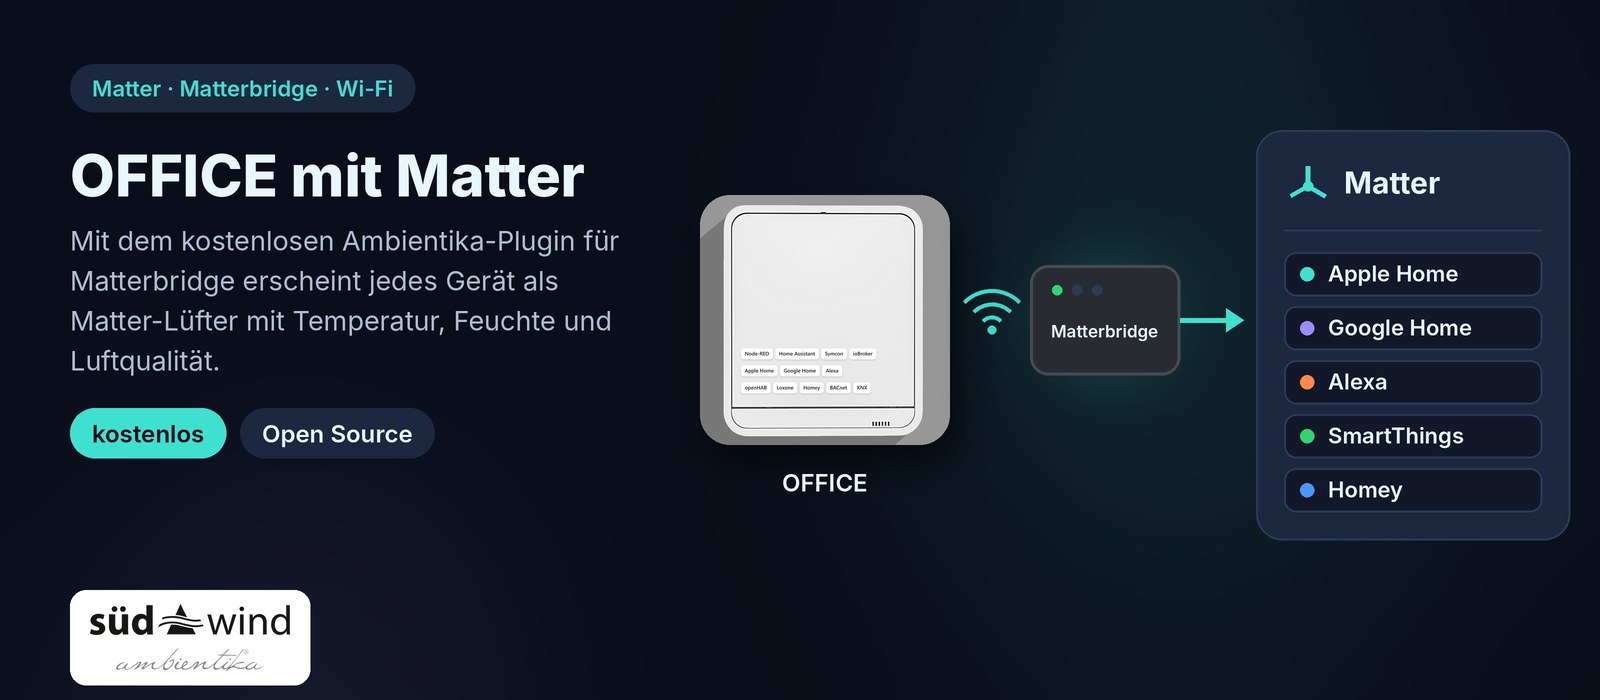 Matter · Matterbridge · Wi-Fi
OFFICE mit Matter
Mit dem kostenlosen Ambientika-Plugin für
Matterbridge erscheint jedes Gerät als
Matter-Lüfter mit Temperatur, Feuchte und
Luftqualität.
kostenlos
Open Source
süd wind
ambientika®
Node-RED Home Assistant Symcon ioBroker
Apple Home Google Home Alexa
openHAB Loxone Homey BACnet KNX
OFFICE
Matterbridge
Matter
Apple Home
Google Home
Alexa
SmartThings
Homey